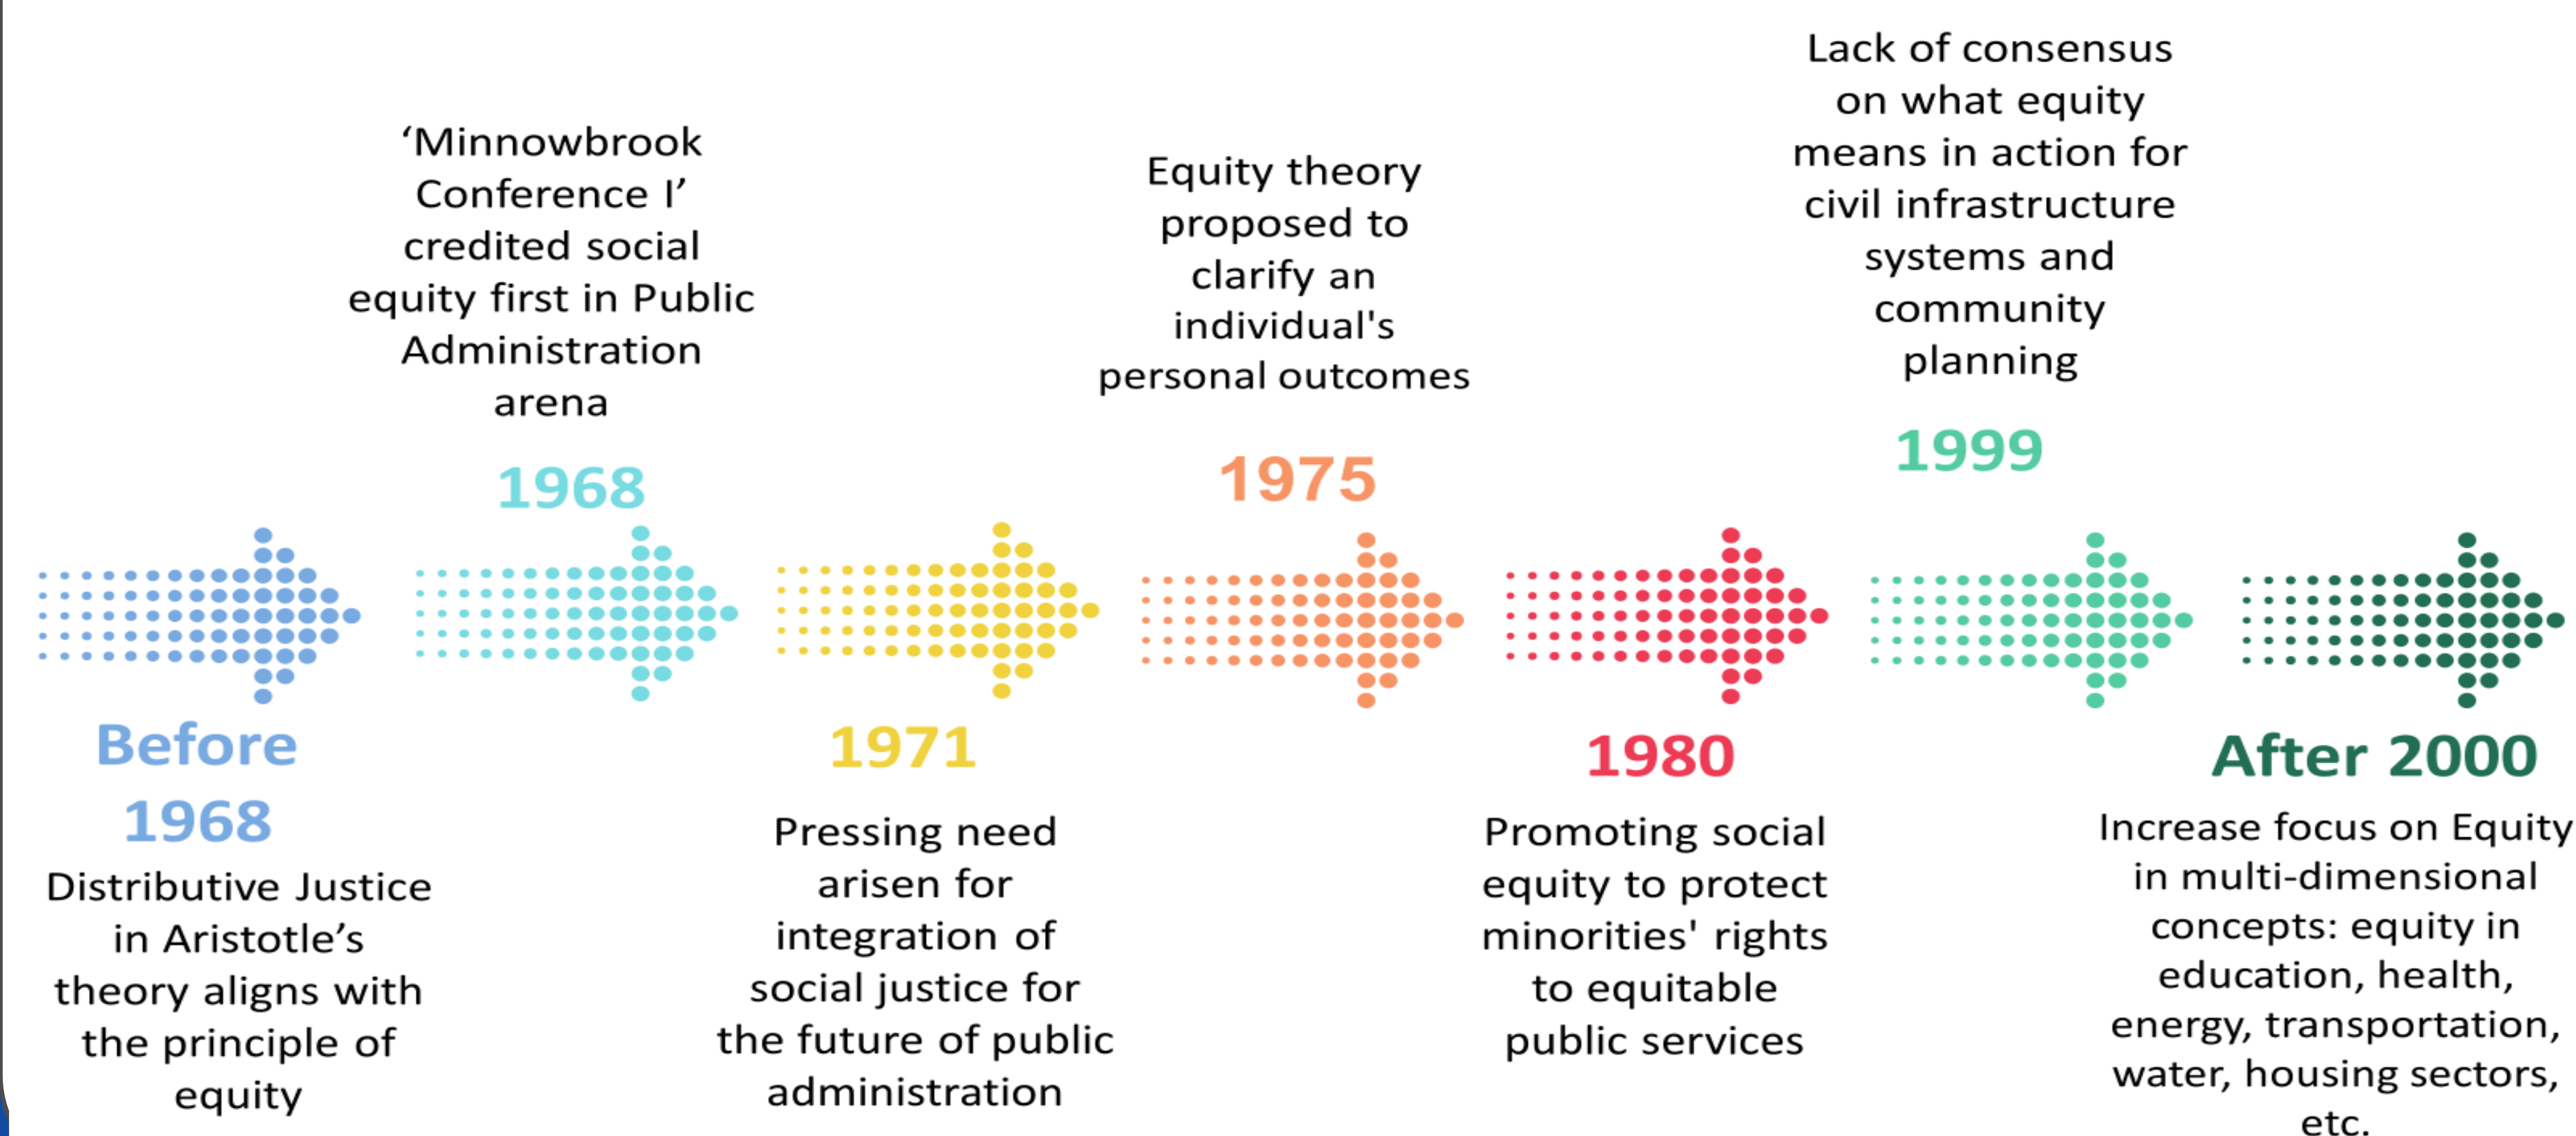 Before
1968
Distributive Justice
in Aristotle’s
theory aligns with
the principle of
equity
‘Minnowbrook
Conference I’
credited social
equity first in Public
Administration
arena
1968
1971
Pressing need
arisen for
integration of
social justice for
the future of public
administration
Equity theory
proposed to
clarify an
individual's
personal outcomes
1975
1980
Promoting social
equity to protect
minorities' rights
to equitable
public services
Lack of consensus
on what equity
means in action for
civil infrastructure
systems and
community
planning
1999
After 2000
Increase focus on Equity
in multi-dimensional
concepts: equity in
education, health,
energy, transportation,
water, housing sectors,
etc.